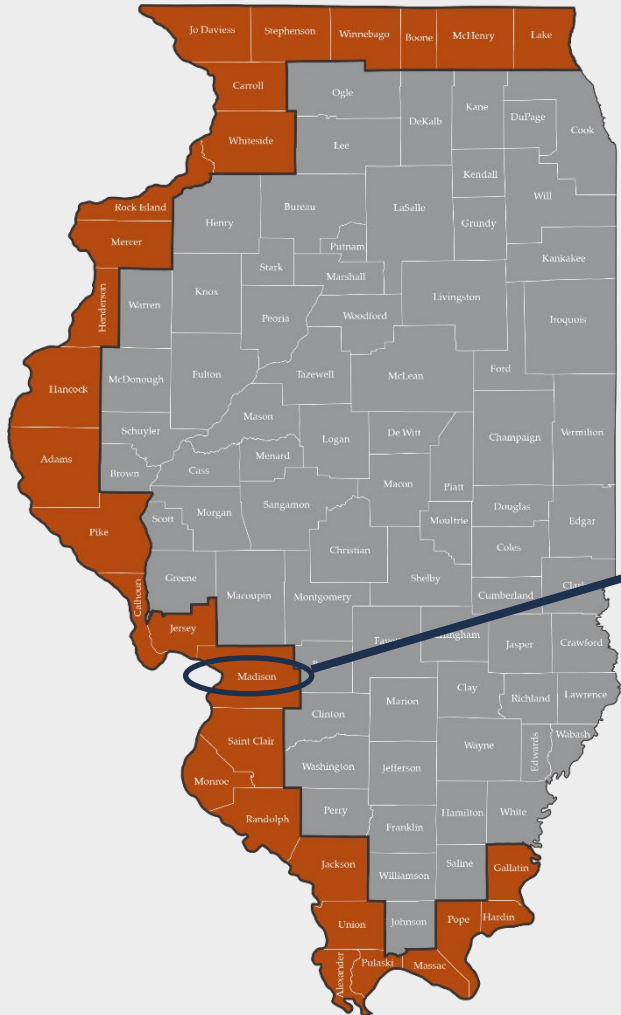 Jo Daviess
Stephenson
Winnebago
Boone
McHenry
Lake
Carroll
Ogle
DeKalb
Kane
DuPage
Cook
Whiteside
Lee
Kendall
Will
Rock Island
Henry
Bureau
LaSalle
Grundy
Putnam
Mercer
Stark
Marshall
Kankakee
Henderson
Warren
Knox
Peoria
Woodford
Livingston
Iroquois
Hancock
McDonough
Fulton
Tazewell
McLean
Ford
Schuyler
Mason
Logan
De Witt
Champaign
Vermilion
Adams
Brown
Cass
Menard
Macon
Piatt
Pike
Scott
Morgan
Sangamon
Christian
Moultrie
Douglas
Edgar
Coles
Calhoun
Greene
Macoupin
Montgomery
Shelby
Cumberland
Jersey
Jasper
Crawford
Madison
Clinton
Marion
Clay
Richland
Lawrence
Saint Clair
Washington
Jefferson
Wayne
Edwards
Wabash
Monroe
Randolph
Perry
Franklin
Hamilton
White
Jackson
Williamson
Saline
Gallatin
Union
Johnson
Pope
Hardin
Alexander
Pulaski
Massac